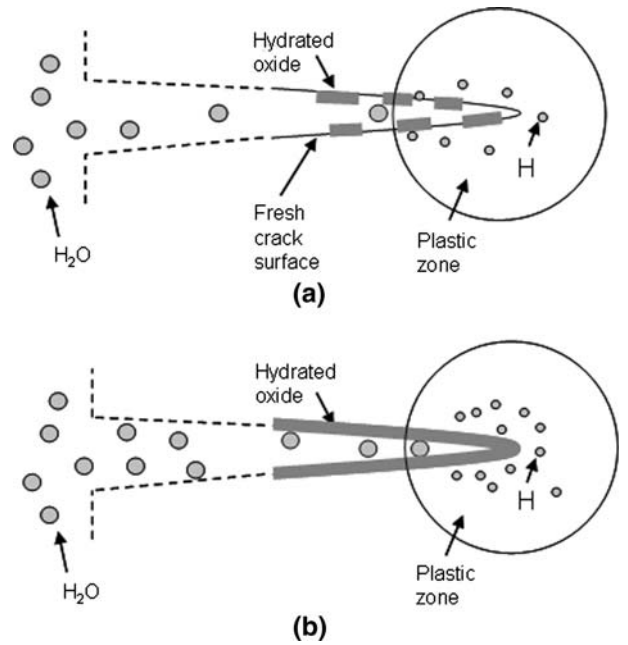 Hydrated
oxide
H
H₂O
Fresh
crack
surface
Plastic
zone
(a)
Hydrated
oxide
H
H₂O
Plastic
zone
(b)